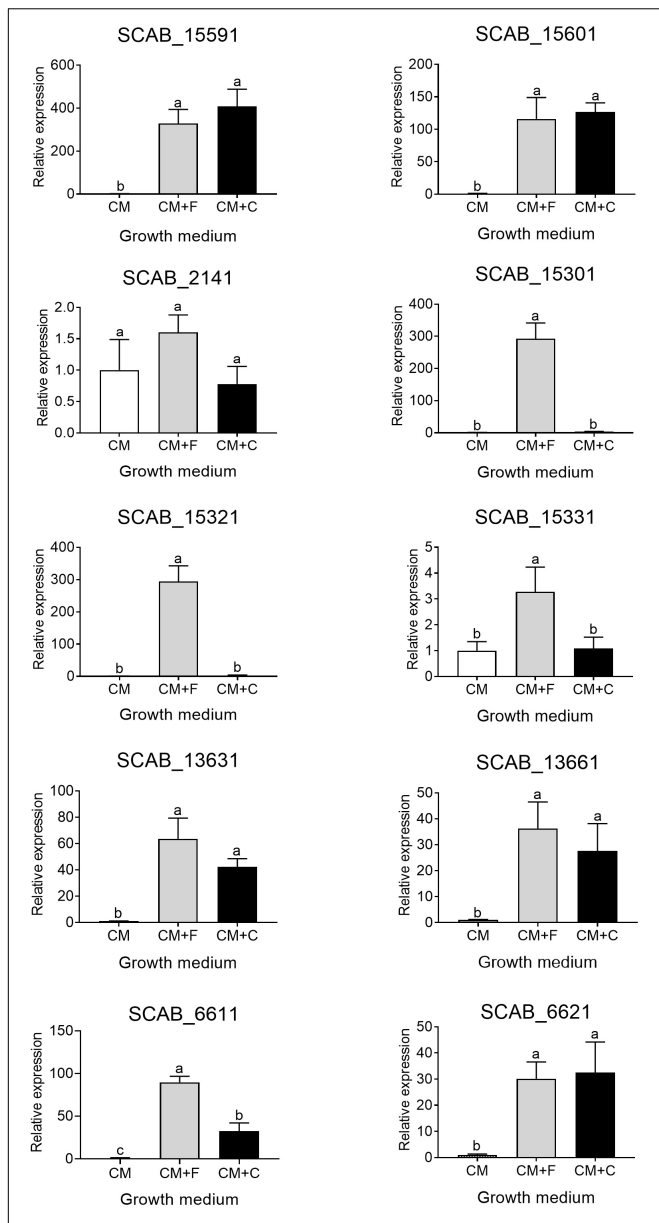 SCAB_15591
Relative expression
600
400
200
0
b
a
a
CM
CM+F
CM+C
Growth medium
SCAB_15601
Relative expression
200
150
100
50
0
b
a
a
CM
CM+F
CM+C
Growth medium
SCAB_2141
Relative expression
2.0
1.5
1.0
0.5
0.0
a
a
a
CM
CM+F
CM+C
Growth medium
SCAB_15301
Relative expression
400
300
200
100
0
b
a
b
CM
CM+F
CM+C
Growth medium
SCAB_15321
Relative expression
400
300
200
100
0
b
a
b
CM
CM+F
CM+C
Growth medium
SCAB_15331
Relative expression
5
4
3
2
1
0
b
a
b
CM
CM+F
CM+C
Growth medium
SCAB_13631
Relative expression
100
80
60
40
20
0
b
a
a
CM
CM+F
CM+C
Growth medium
SCAB_13661
Relative expression
50
40
30
20
10
0
b
a
a
CM
CM+F
CM+C
Growth medium
SCAB_6611
Relative expression
150
100
50
0
c
a
b
CM
CM+F
CM+C
Growth medium
SCAB_6621
Relative expression
50
40
30
20
10
0
b
a
a
CM
CM+F
CM+C
Growth medium